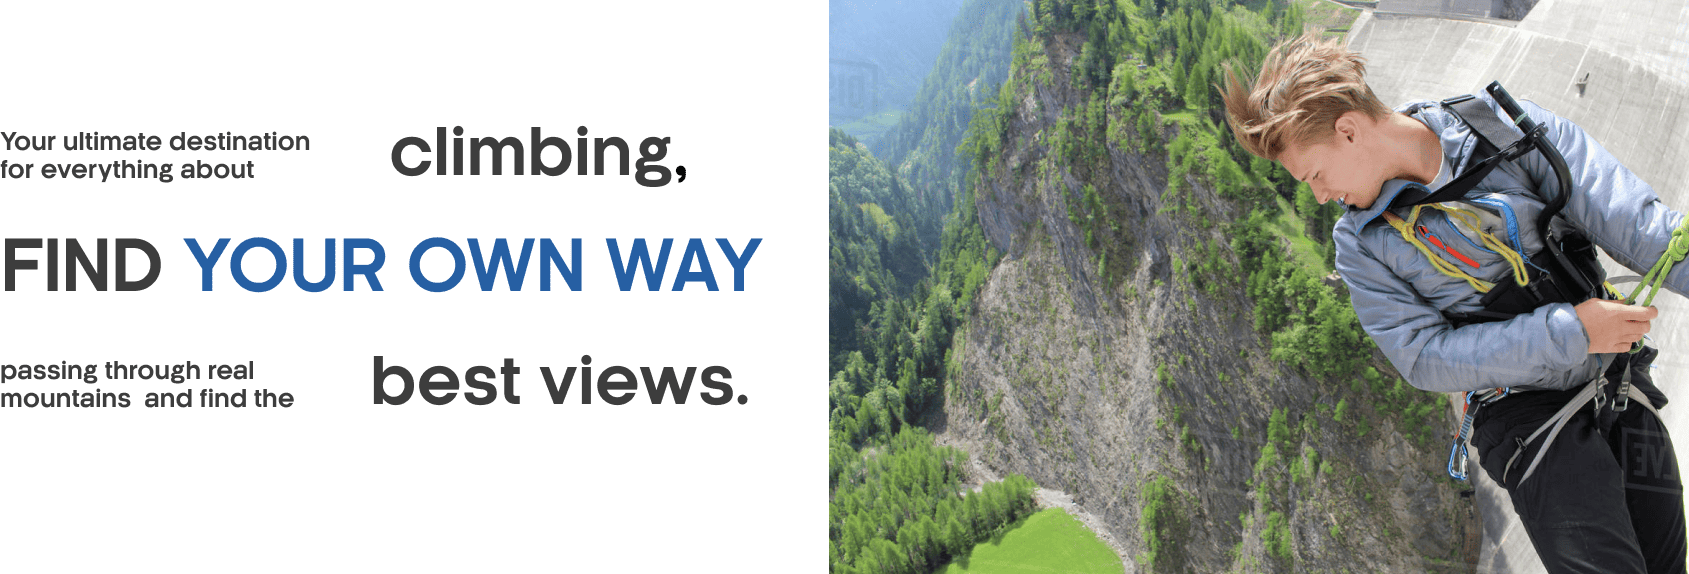 Your ultimate destination
for everything about
climbing,
FIND YOUR OWN WAY
passing through real
mountains  and find the
best views.